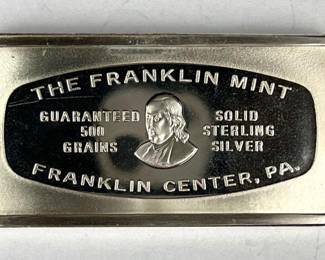 THE FRANKLIN MINT
GUARANTEED
500
GRAINS
SOLID
STERLING
SILVER
FRANKLIN CENTER, PA.